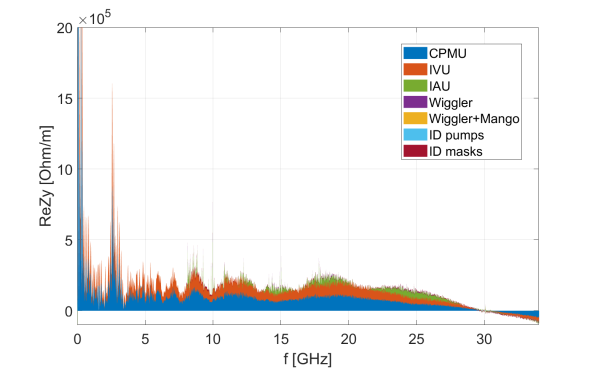 ×10⁵
20
15
10
5
0
ReZy [Ohm/m]
CPMU
IVU
IAU
Wiggler
Wiggler+Mango
ID pumps
ID masks
0 5 10 15 20 25 30
f [GHz]